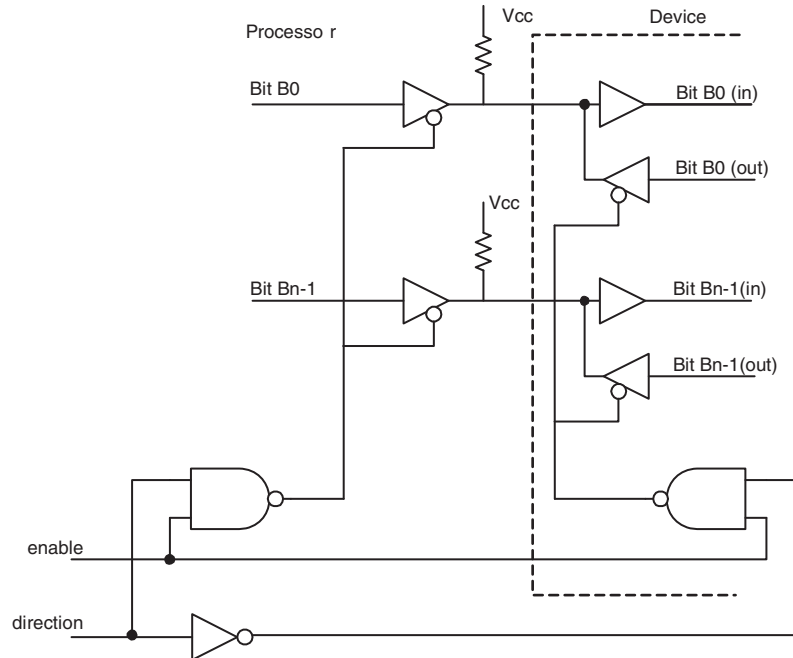 Vcc
Processo r
Device
Bit B0
Bit B0 (in)
Bit B0 (out)
Vcc
Bit Bn-1
Bit Bn-1(in)
Bit Bn-1(out)
enable
direction